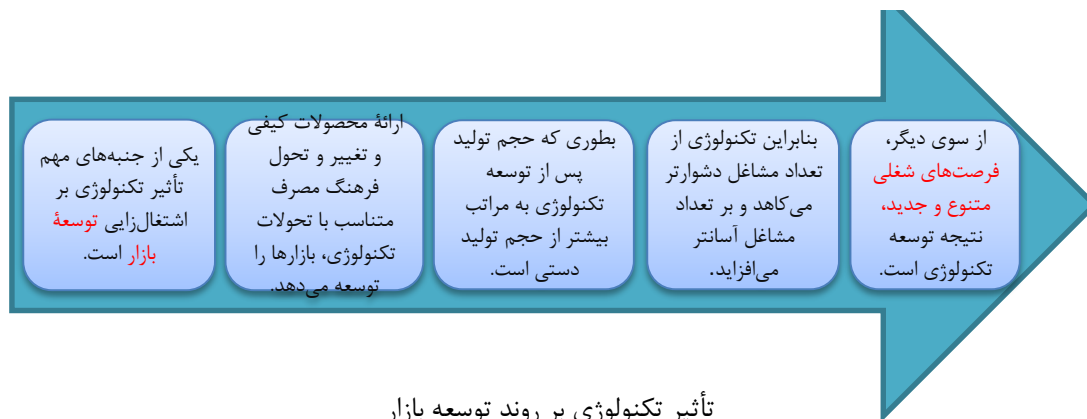 یکی از جنبه‌های مهم
تأثیر تکنولوژی بر
اشتغال‌زایی توسعهٔ
بازار است.
ارائهٔ محصولات کیفی
و تغییر و تحول
فرهنگ مصرف
متناسب با تحولات
تکنولوژی، بازارها را
توسعه می‌دهد.
بطوری که حجم تولید
پس از توسعه
تکنولوژی به مراتب
بیشتر از حجم تولید
دستی است.
بنابراین تکنولوژی از
تعداد مشاغل دشوارتر
می‌کاهد و بر تعداد
مشاغل آسانتر
می‌افزاید.
از سوی دیگر،
فرصت‌های شغلی
متنوع و جدید،
نتیجه توسعه
تکنولوژی است.
تأثیر تکنولوژی بر روند توسعه بازار